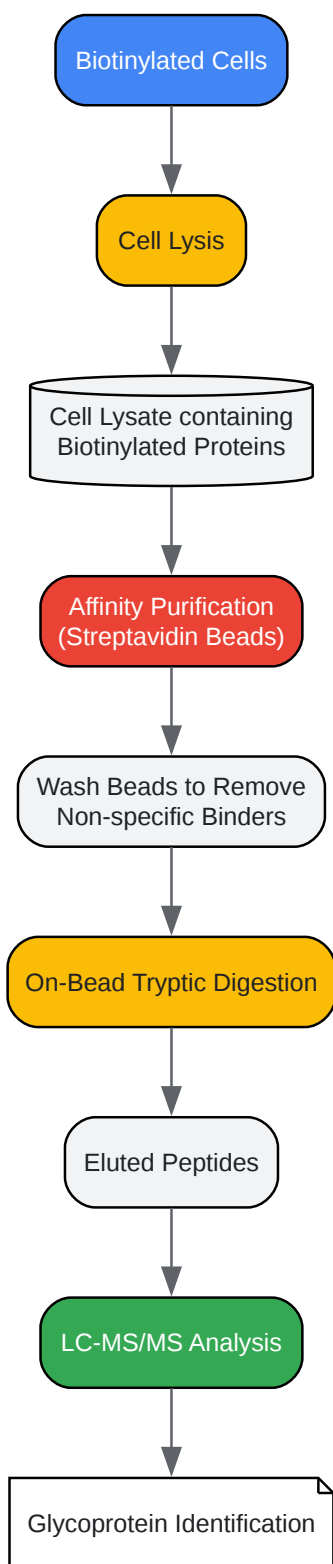 Biotinylated Cells
Cell Lysis
Cell Lysate containing
Biotinylated Proteins
Affinity Purification
(Streptavidin Beads)
Wash Beads to Remove
Non-specific Binders
On-Bead Tryptic Digestion
Eluted Peptides
LC-MS/MS Analysis
Glycoprotein Identification